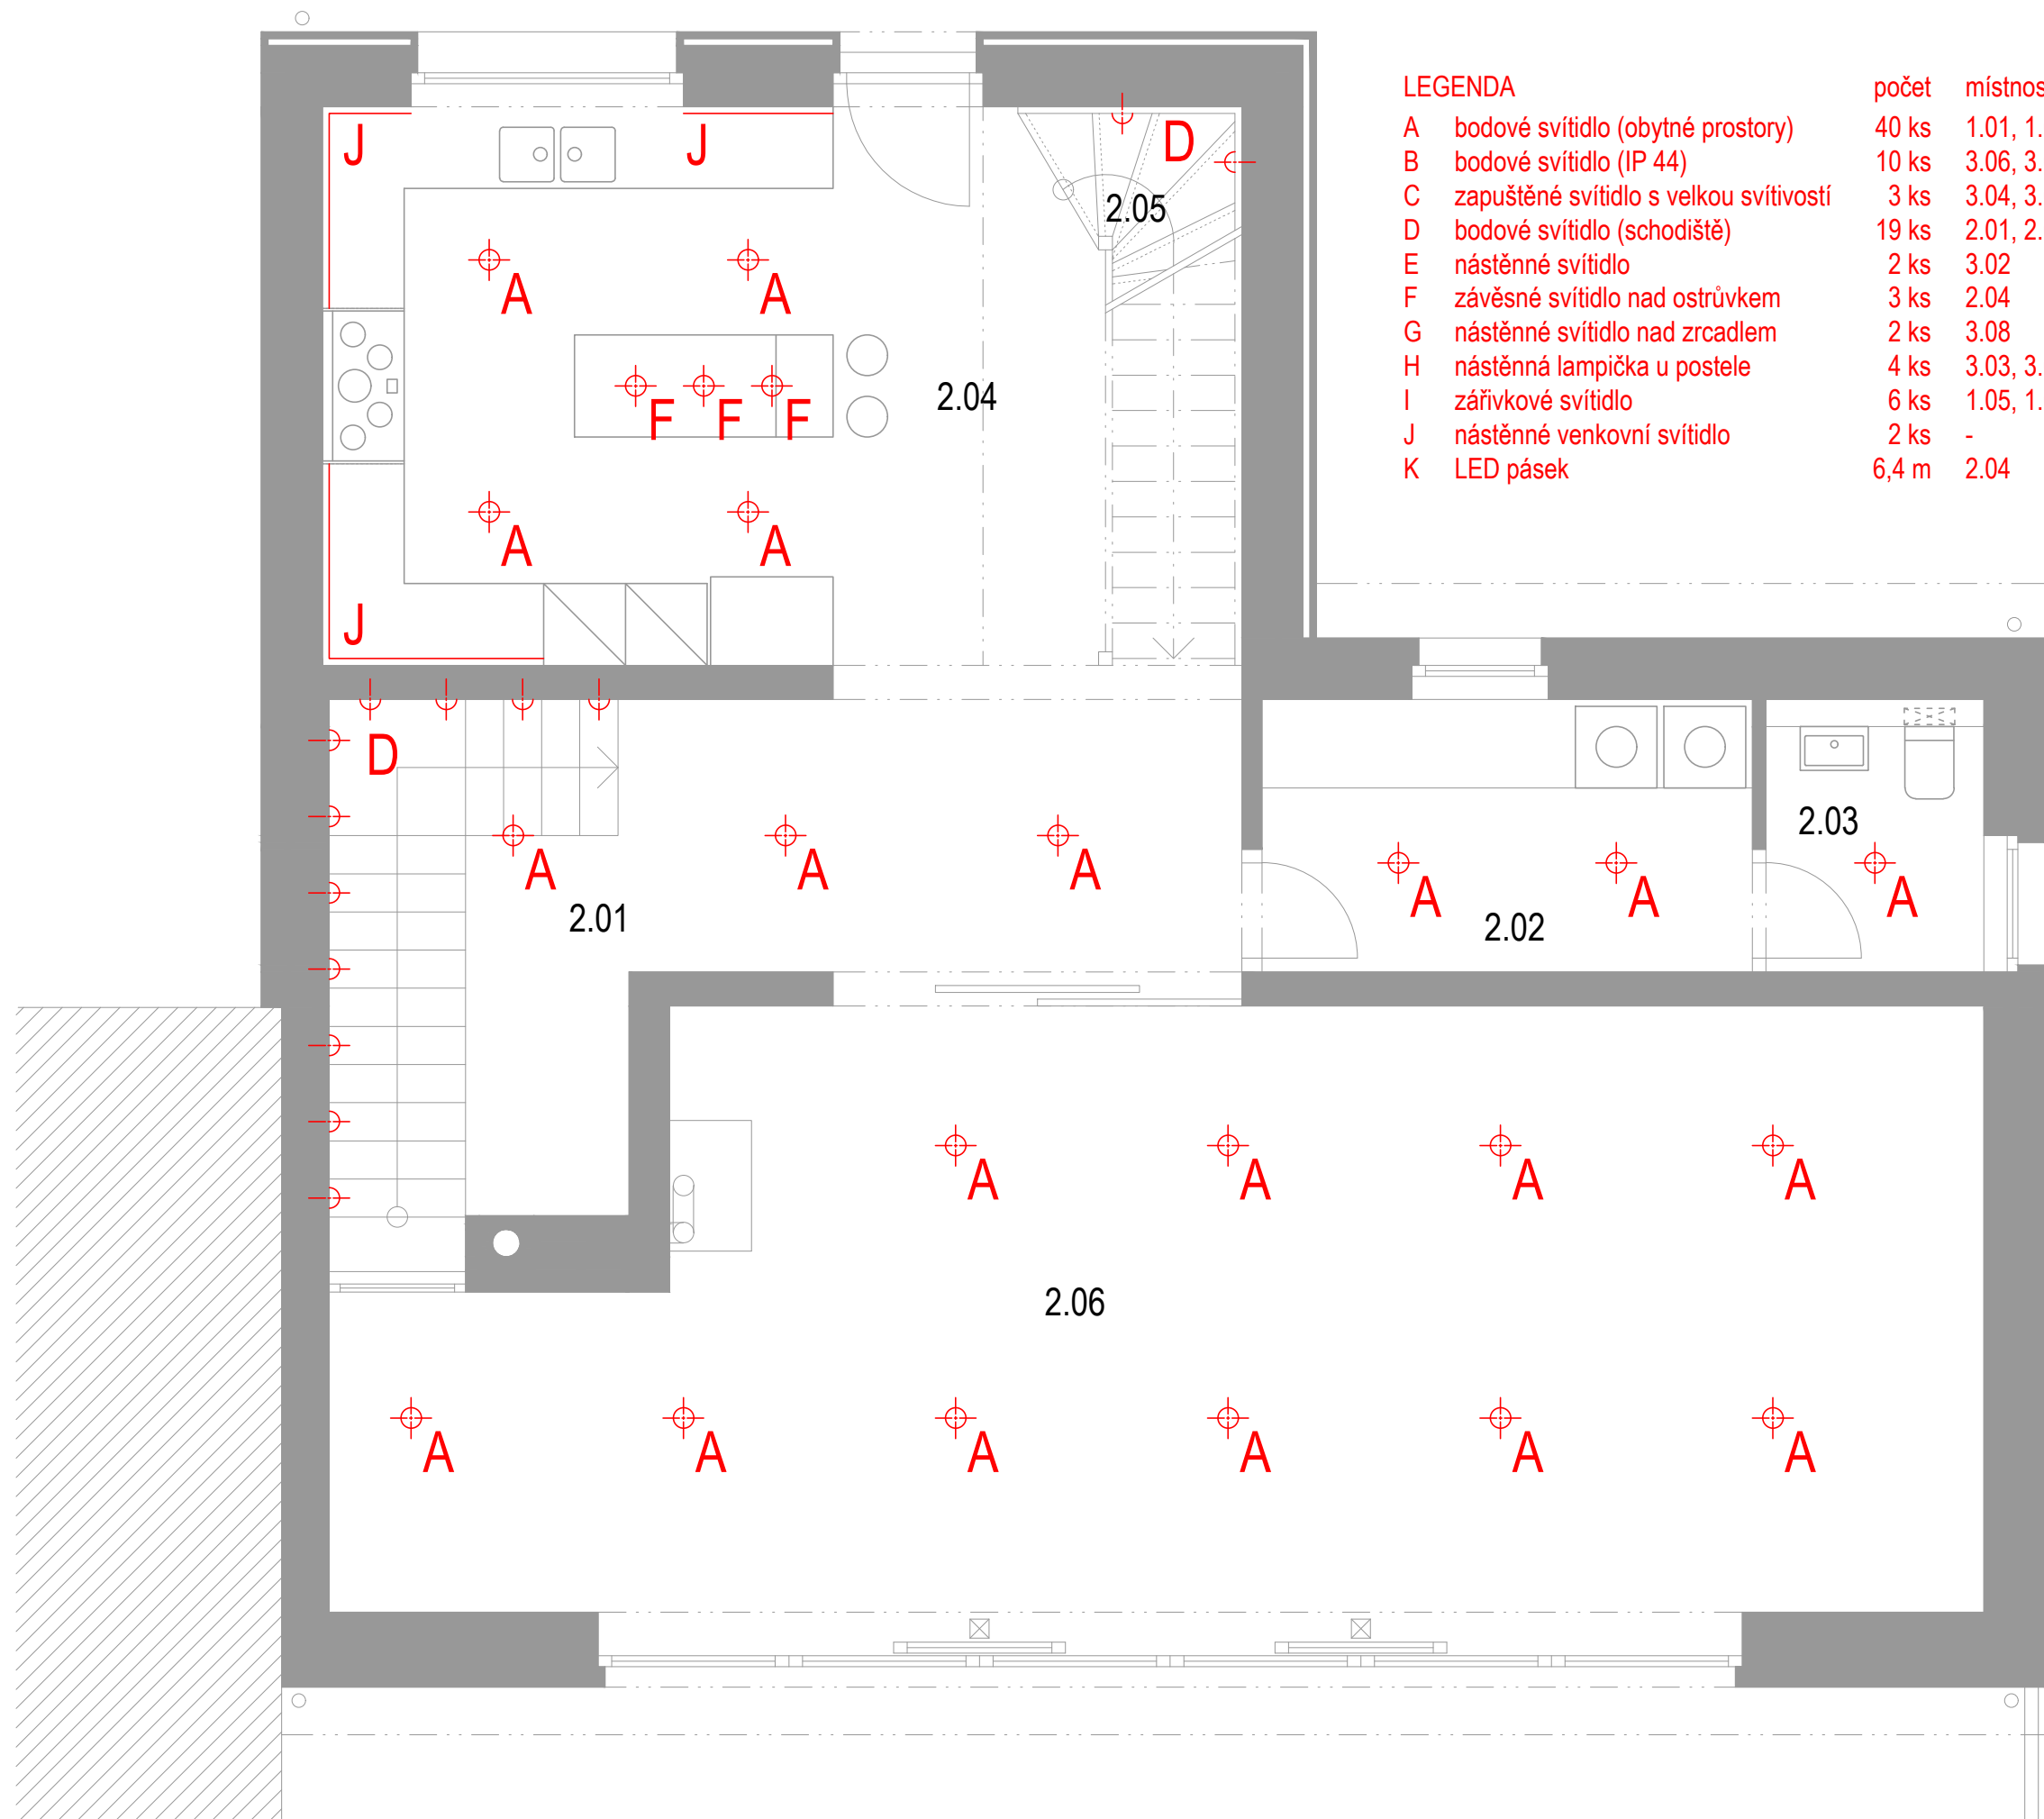 LEGENDA počet místnos
A bodové svítidlo (obytné prostory) 40 ks 1.01, 1.
B bodové svítidlo (IP 44) 10 ks 3.06, 3.
C zapuštěné svítidlo s velkou svítivostí 3 ks 3.04, 3.
D bodové svítidlo (schodiště) 19 ks 2.01, 2.
E nástěnné svítidlo 2 ks 3.02
F závěsné svítidlo nad ostrůvkem 3 ks 2.04
G nástěnné svítidlo nad zrcadlem 2 ks 3.08
H nástěnná lampička u postele 4 ks 3.03, 3.
I zářivkové svítidlo 6 ks 1.05, 1.
J nástěnné venkovní svítidlo 2 ks -
K LED pásek 6,4 m 2.04
J J D
2.05
A A
2.04
F F F
A A
J
D
2.03
A A A
A A A
2.01
2.02
A A A A
2.06
A A A A A A